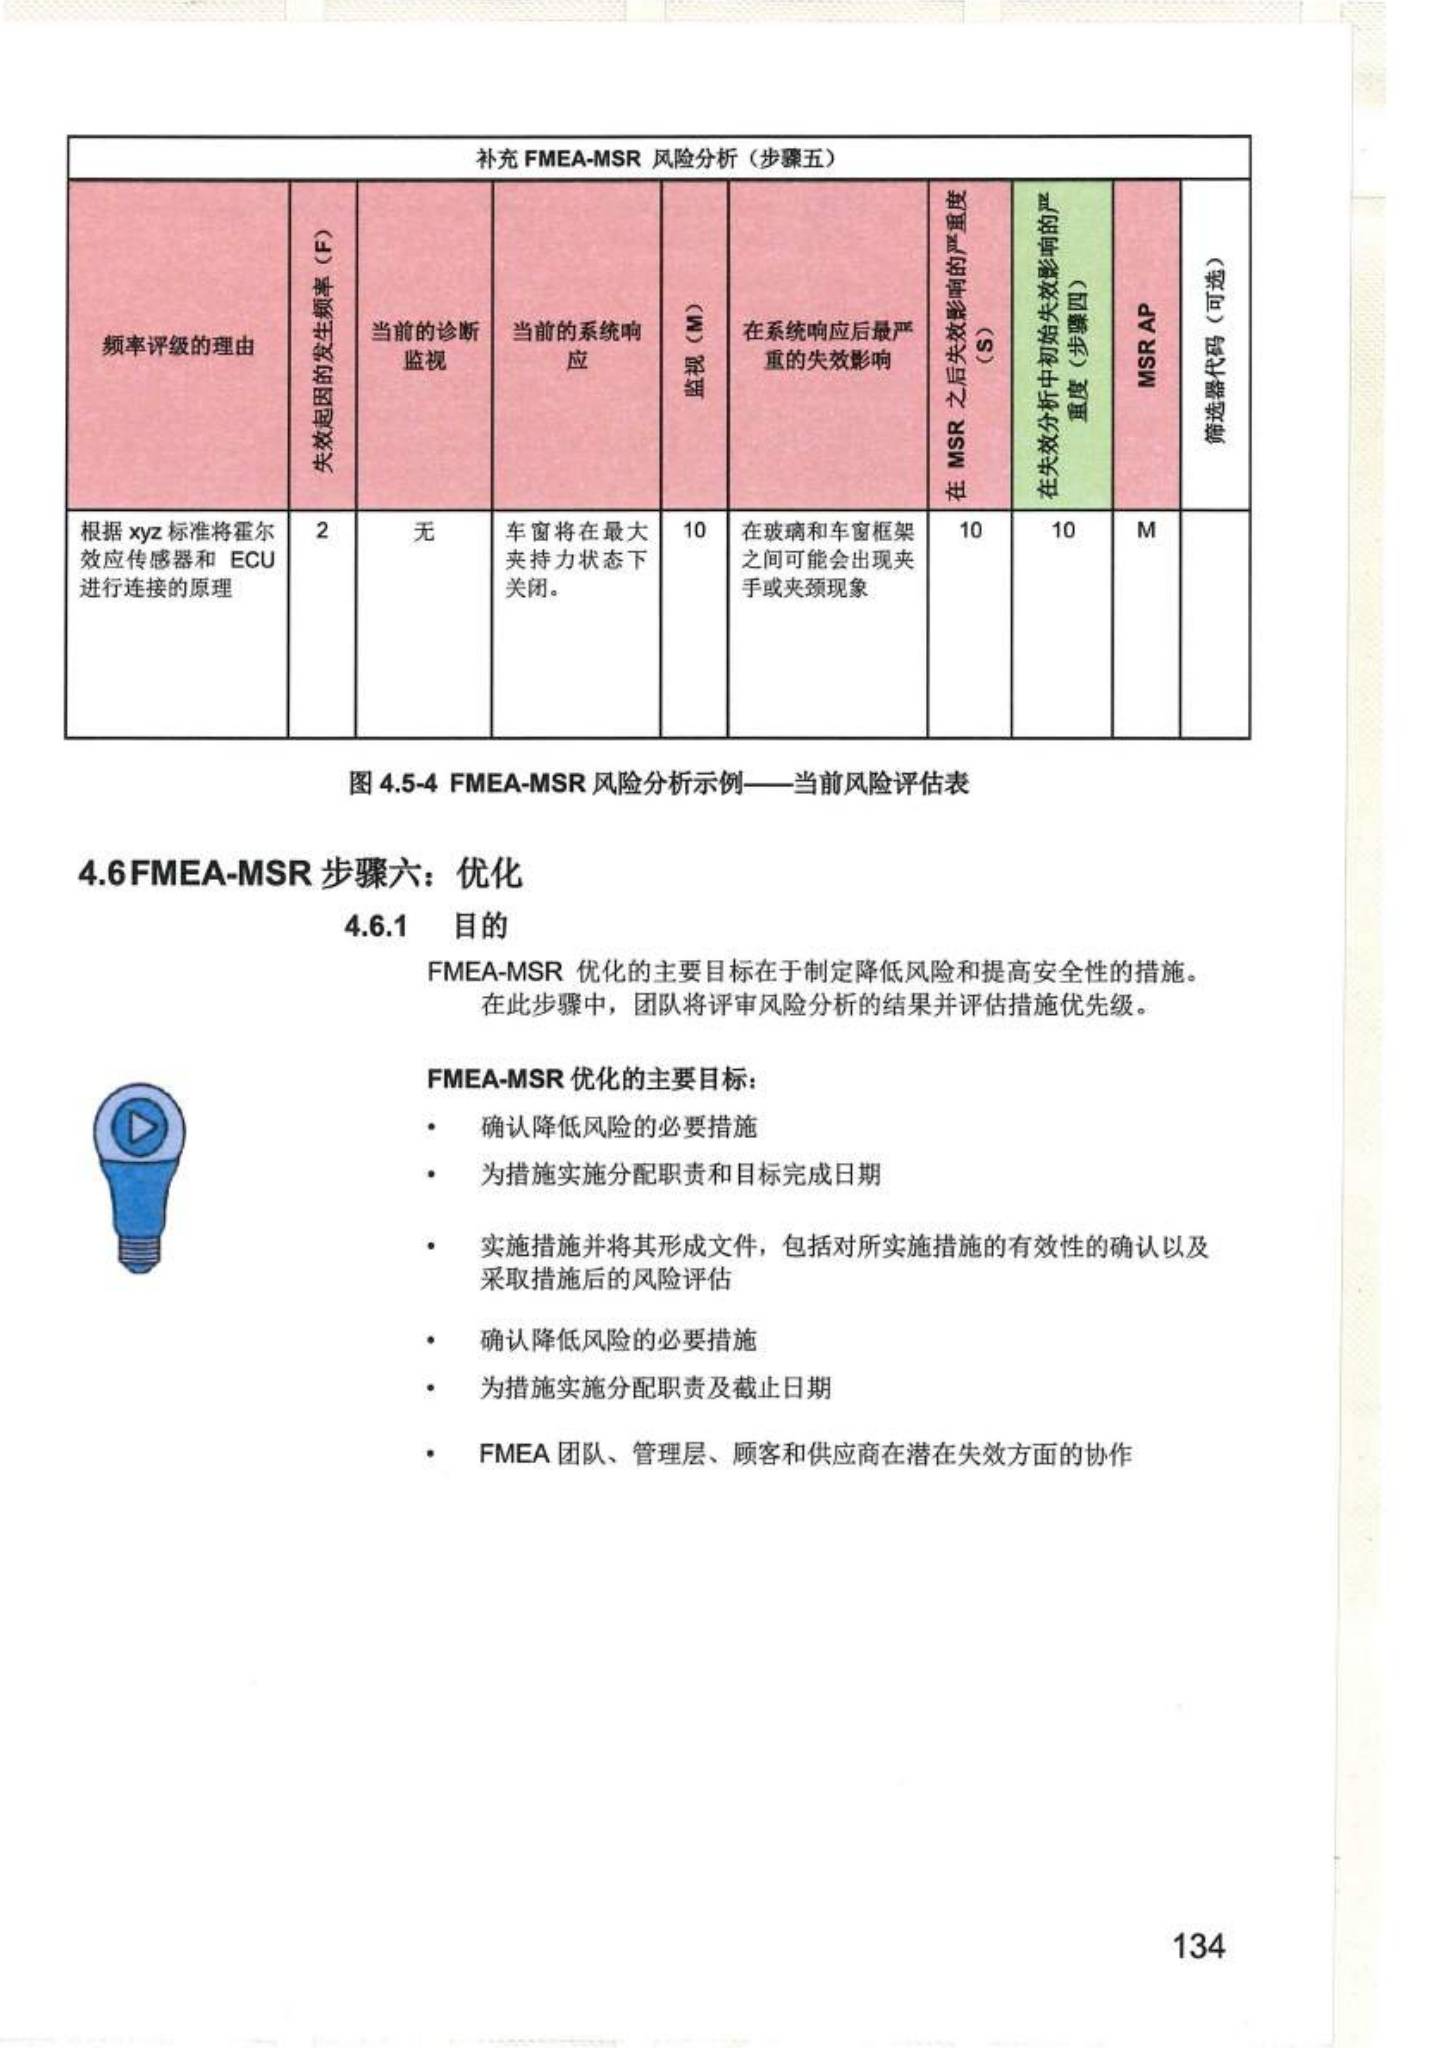 补充 FMEA-MSR 风险分析（步骤五）
频率评级的理由
失效起因的发生频率（F）
当前的诊断
监视
当前的系统响
应
监视（M）
在系统响应后最严
重的失效影响
在 MSR 之后失效影响的严重度
（S）
在失效分析中初始失效影响的严
重度（步骤四）
MSR AP
筛选器代码（可选）
根据 xyz 标准将霍尔
效应传感器和 ECU
进行连接的原理
2
无
车窗将在最大
夹持力状态下
关闭。
10
在玻璃和车窗框架
之间可能会出现夹
手或夹颈现象
10
10
M
图 4.5-4 FMEA-MSR 风险分析示例——当前风险评估表
4.6 FMEA-MSR 步骤六：优化
4.6.1 目的
FMEA-MSR 优化的主要目标在于制定降低风险和提高安全性的措施。
在此步骤中，团队将评审风险分析的结果并评估措施优先级。
FMEA-MSR 优化的主要目标：
• 确认降低风险的必要措施
• 为措施实施分配职责和目标完成日期
• 实施措施并将其形成文件，包括对所实施措施的有效性的确认以及
采取措施后的风险评估
• 确认降低风险的必要措施
• 为措施实施分配职责及截止日期
• FMEA 团队、管理层、顾客和供应商在潜在失效方面的协作
134